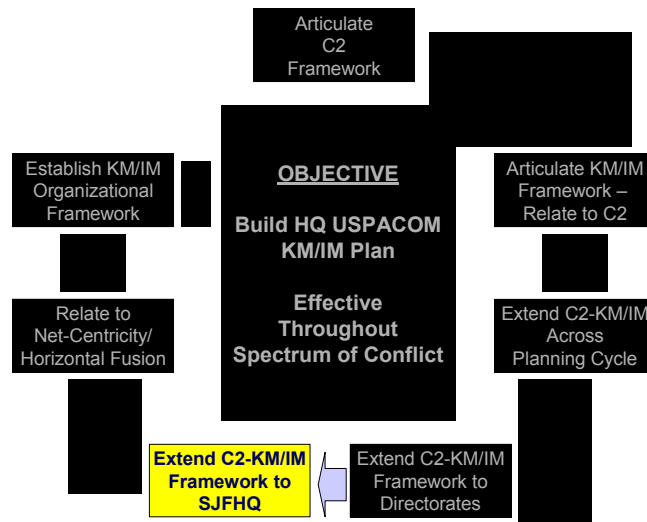 Articulate
C2
Framework
Establish KM/IM
Organizational
Framework
OBJECTIVE
Build HQ USPACOM
KM/IM Plan
Effective
Throughout
Spectrum of Conflict
Articulate KM/IM
Framework –
Relate to C2
Relate to
Net-Centricity/
Horizontal Fusion
Extend C2-KM/IM
Across
Planning Cycle
Extend C2-KM/IM
Framework to
SJFHQ
Extend C2-KM/IM
Framework to
Directorates